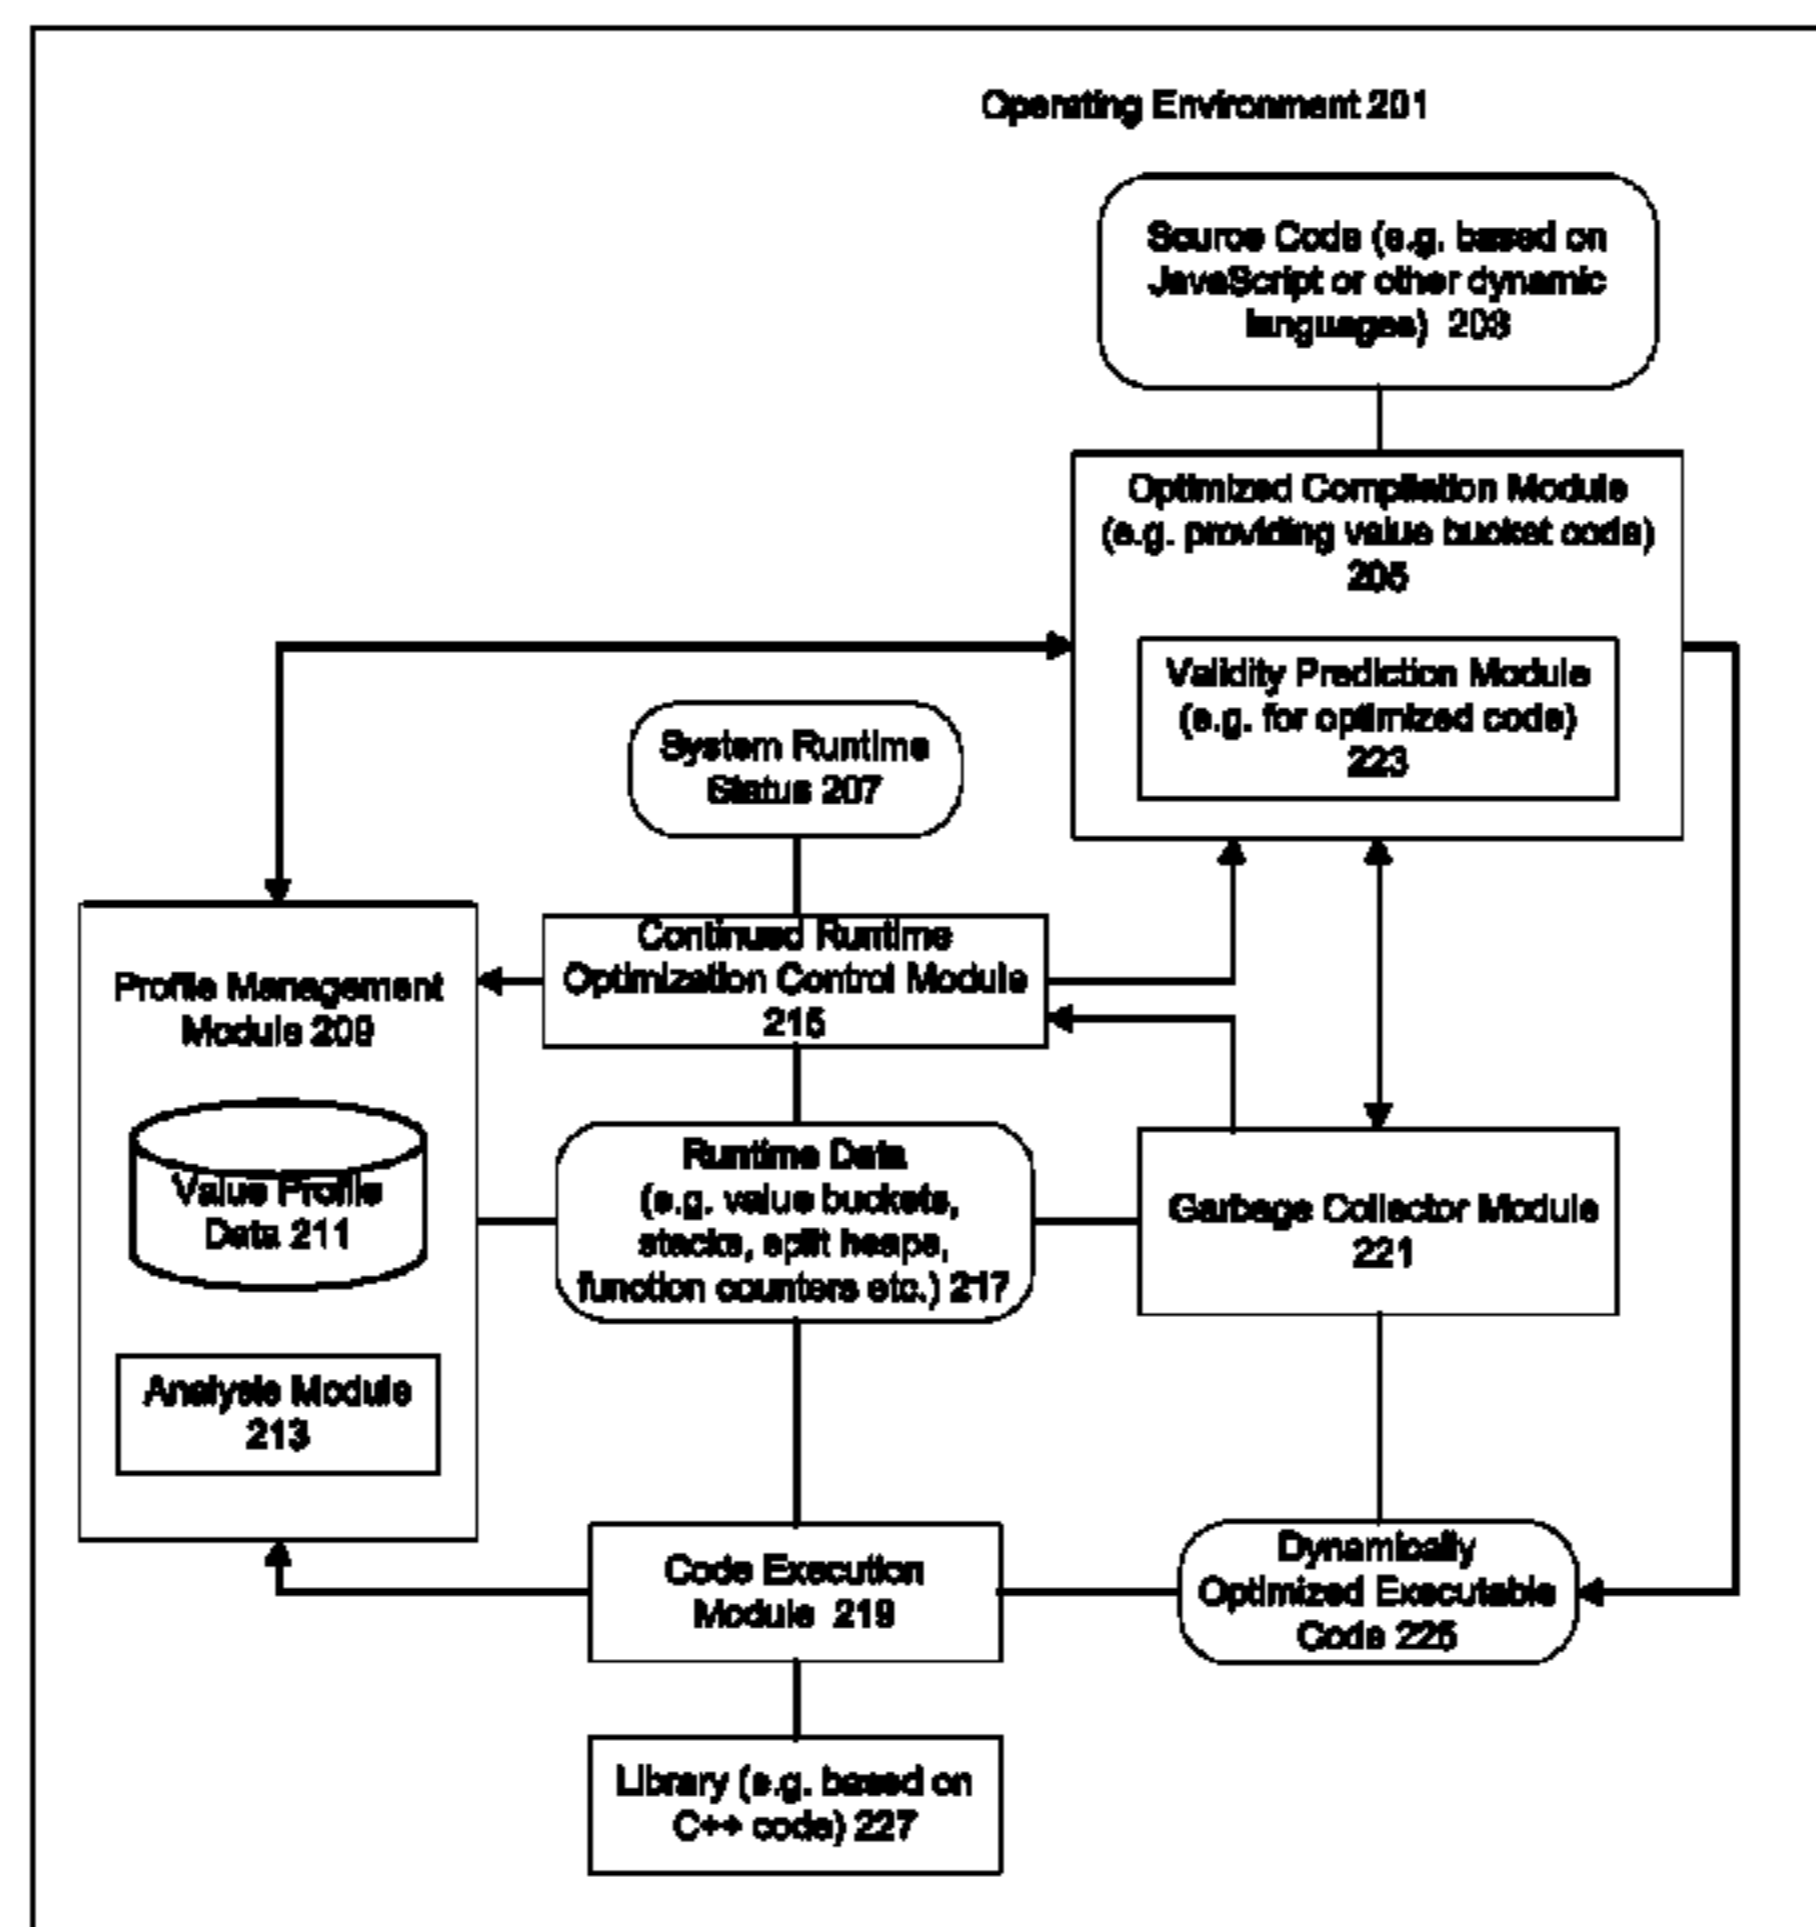 Operating Environment 201
Source Code (e.g. based on
JavaScript or other dynamic
languages) 203
Optimized Compilation Module
(e.g. providing value bucket code)
205
Validity Prediction Module
(e.g. for optimized code)
223
System Runtime
Status 207
Continued Runtime
Optimization Control Module
215
Profile Management
Module 209
Value Profile
Data 211
Analysis Module
213
Runtime Data
(e.g. value buckets,
stacks, split heaps,
function counters etc.) 217
Garbage Collector Module
221
Code Execution
Module 219
Dynamically
Optimized Executable
Code 225
Library (e.g. based on
C++ code) 227